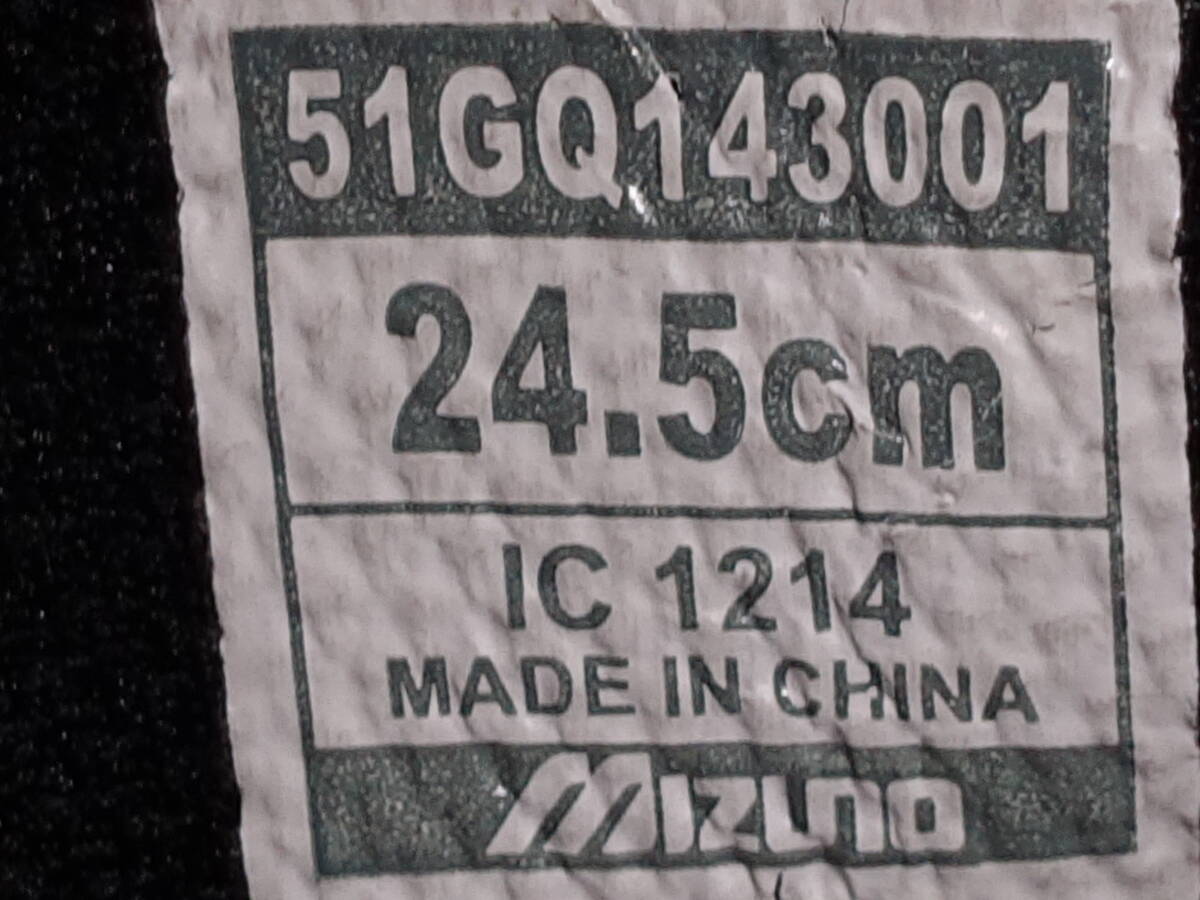 51GQ143001
24.5cm
IC 1214
MADE IN CHINA
MIZUNO